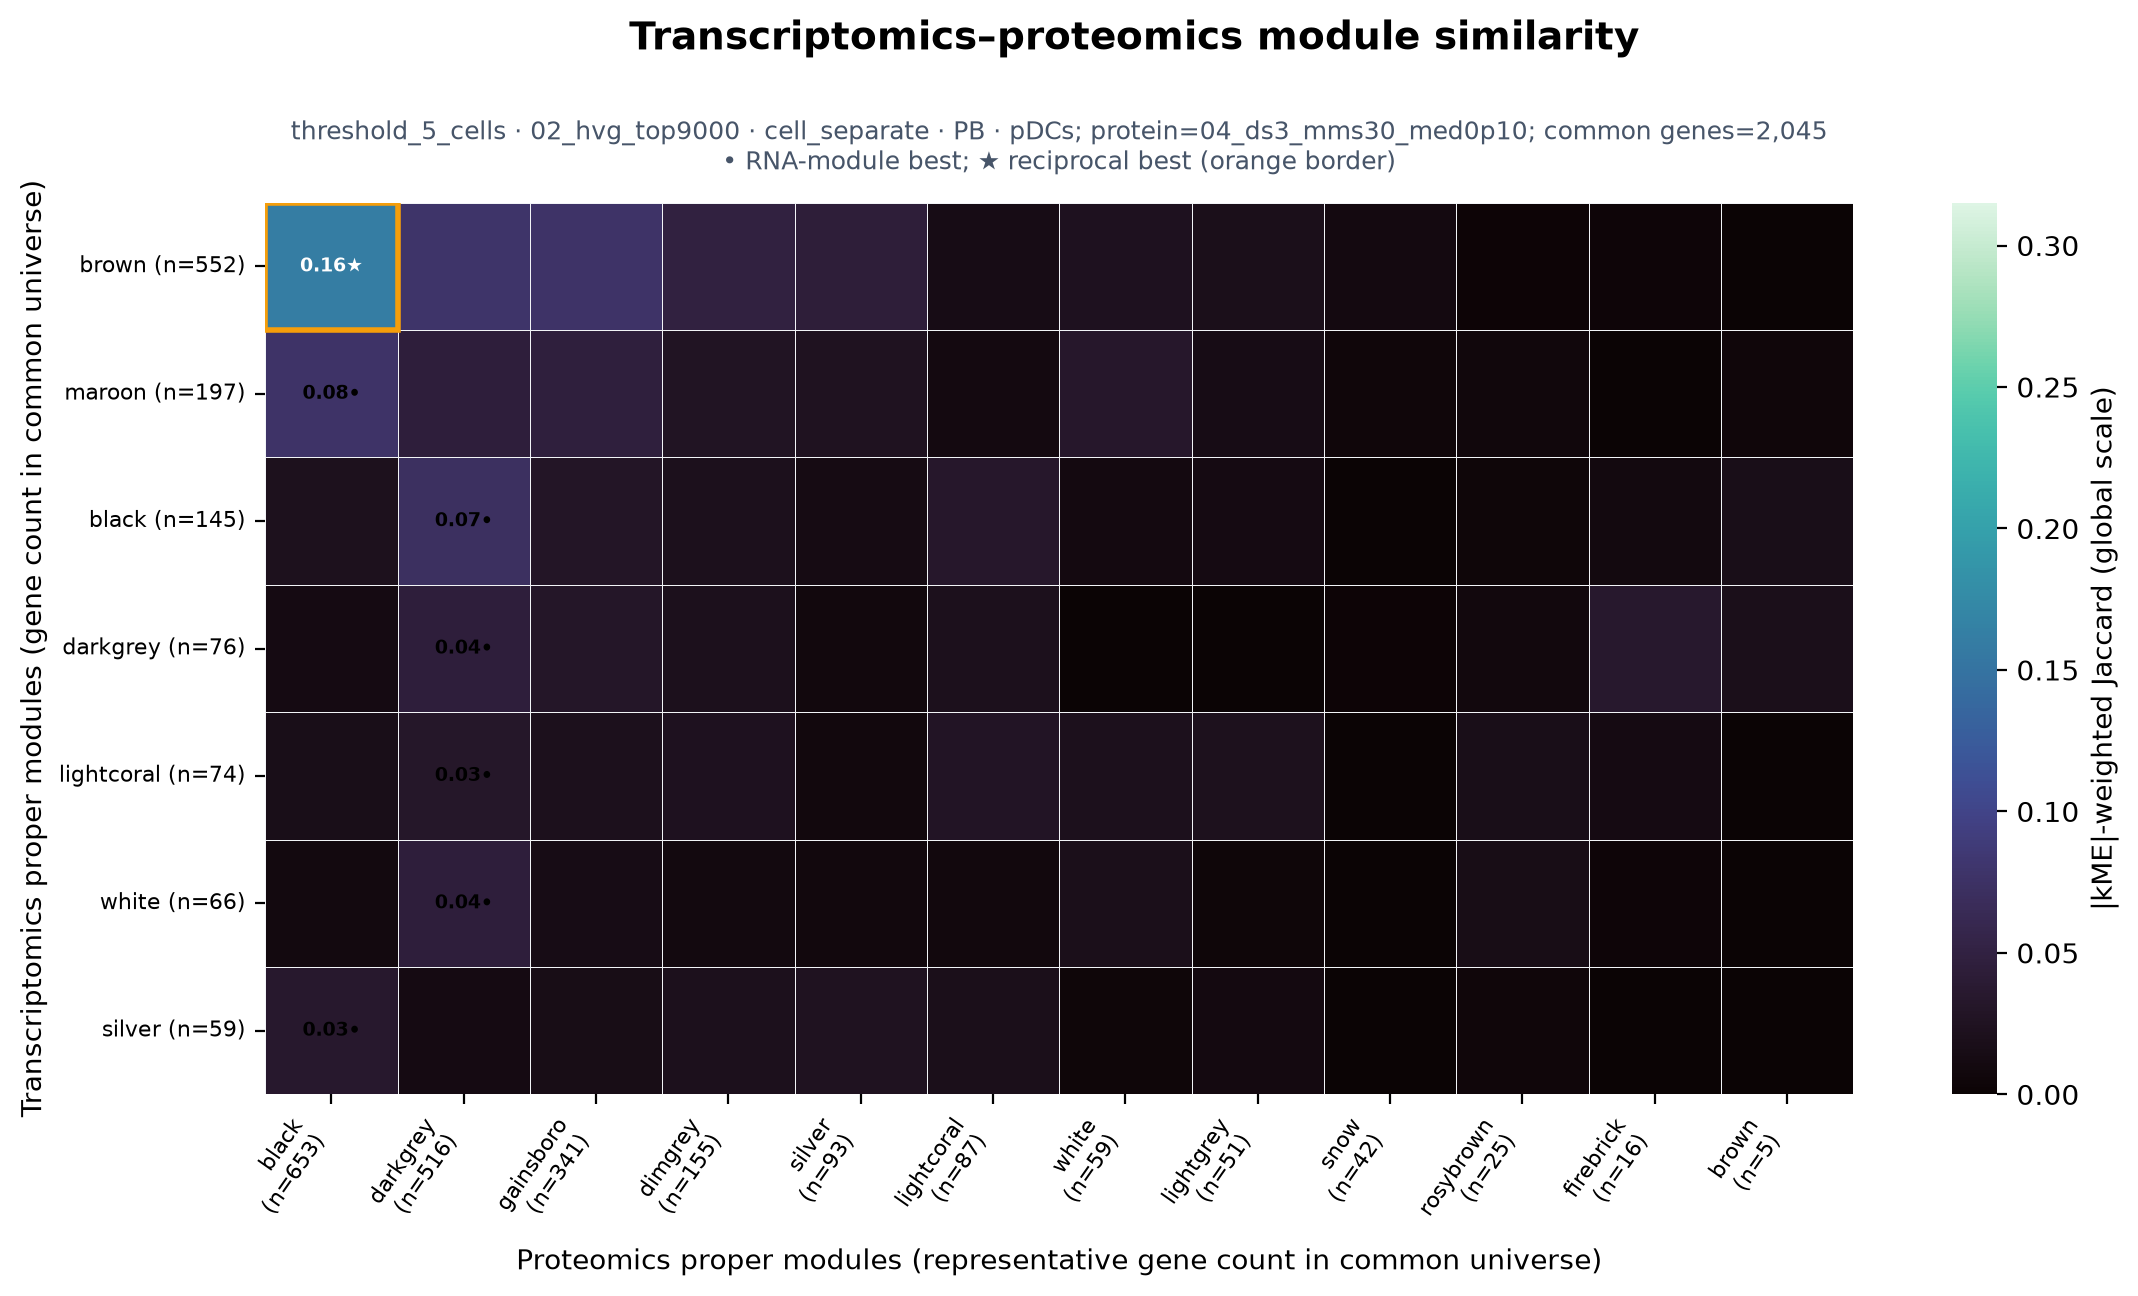 Transcriptomics–proteomics module similarity
threshold_5_cells · 02_hvg_top9000 · cell_separate · PB · pDCs; protein=04_ds3_mms30_med0p10; common genes=2,045
• RNA-module best; ★ reciprocal best (orange border)
Transcriptomics proper modules (gene count in common universe)
brown (n=552)
maroon (n=197)
black (n=145)
darkgrey (n=76)
lightcoral (n=74)
white (n=66)
silver (n=59)
0.16★
0.08•
0.07•
0.04•
0.03•
0.04•
0.03•
black
(n=653)
darkgrey
(n=516)
gainsboro
(n=341)
dimgrey
(n=155)
silver
(n=93)
lightcoral
(n=87)
white
(n=59)
lightgrey
(n=51)
snow
(n=42)
rosybrown
(n=25)
firebrick
(n=16)
brown
(n=5)
Proteomics proper modules (representative gene count in common universe)
0.30
0.25
0.20
0.15
0.10
0.05
0.00
|kME|-weighted Jaccard (global scale)